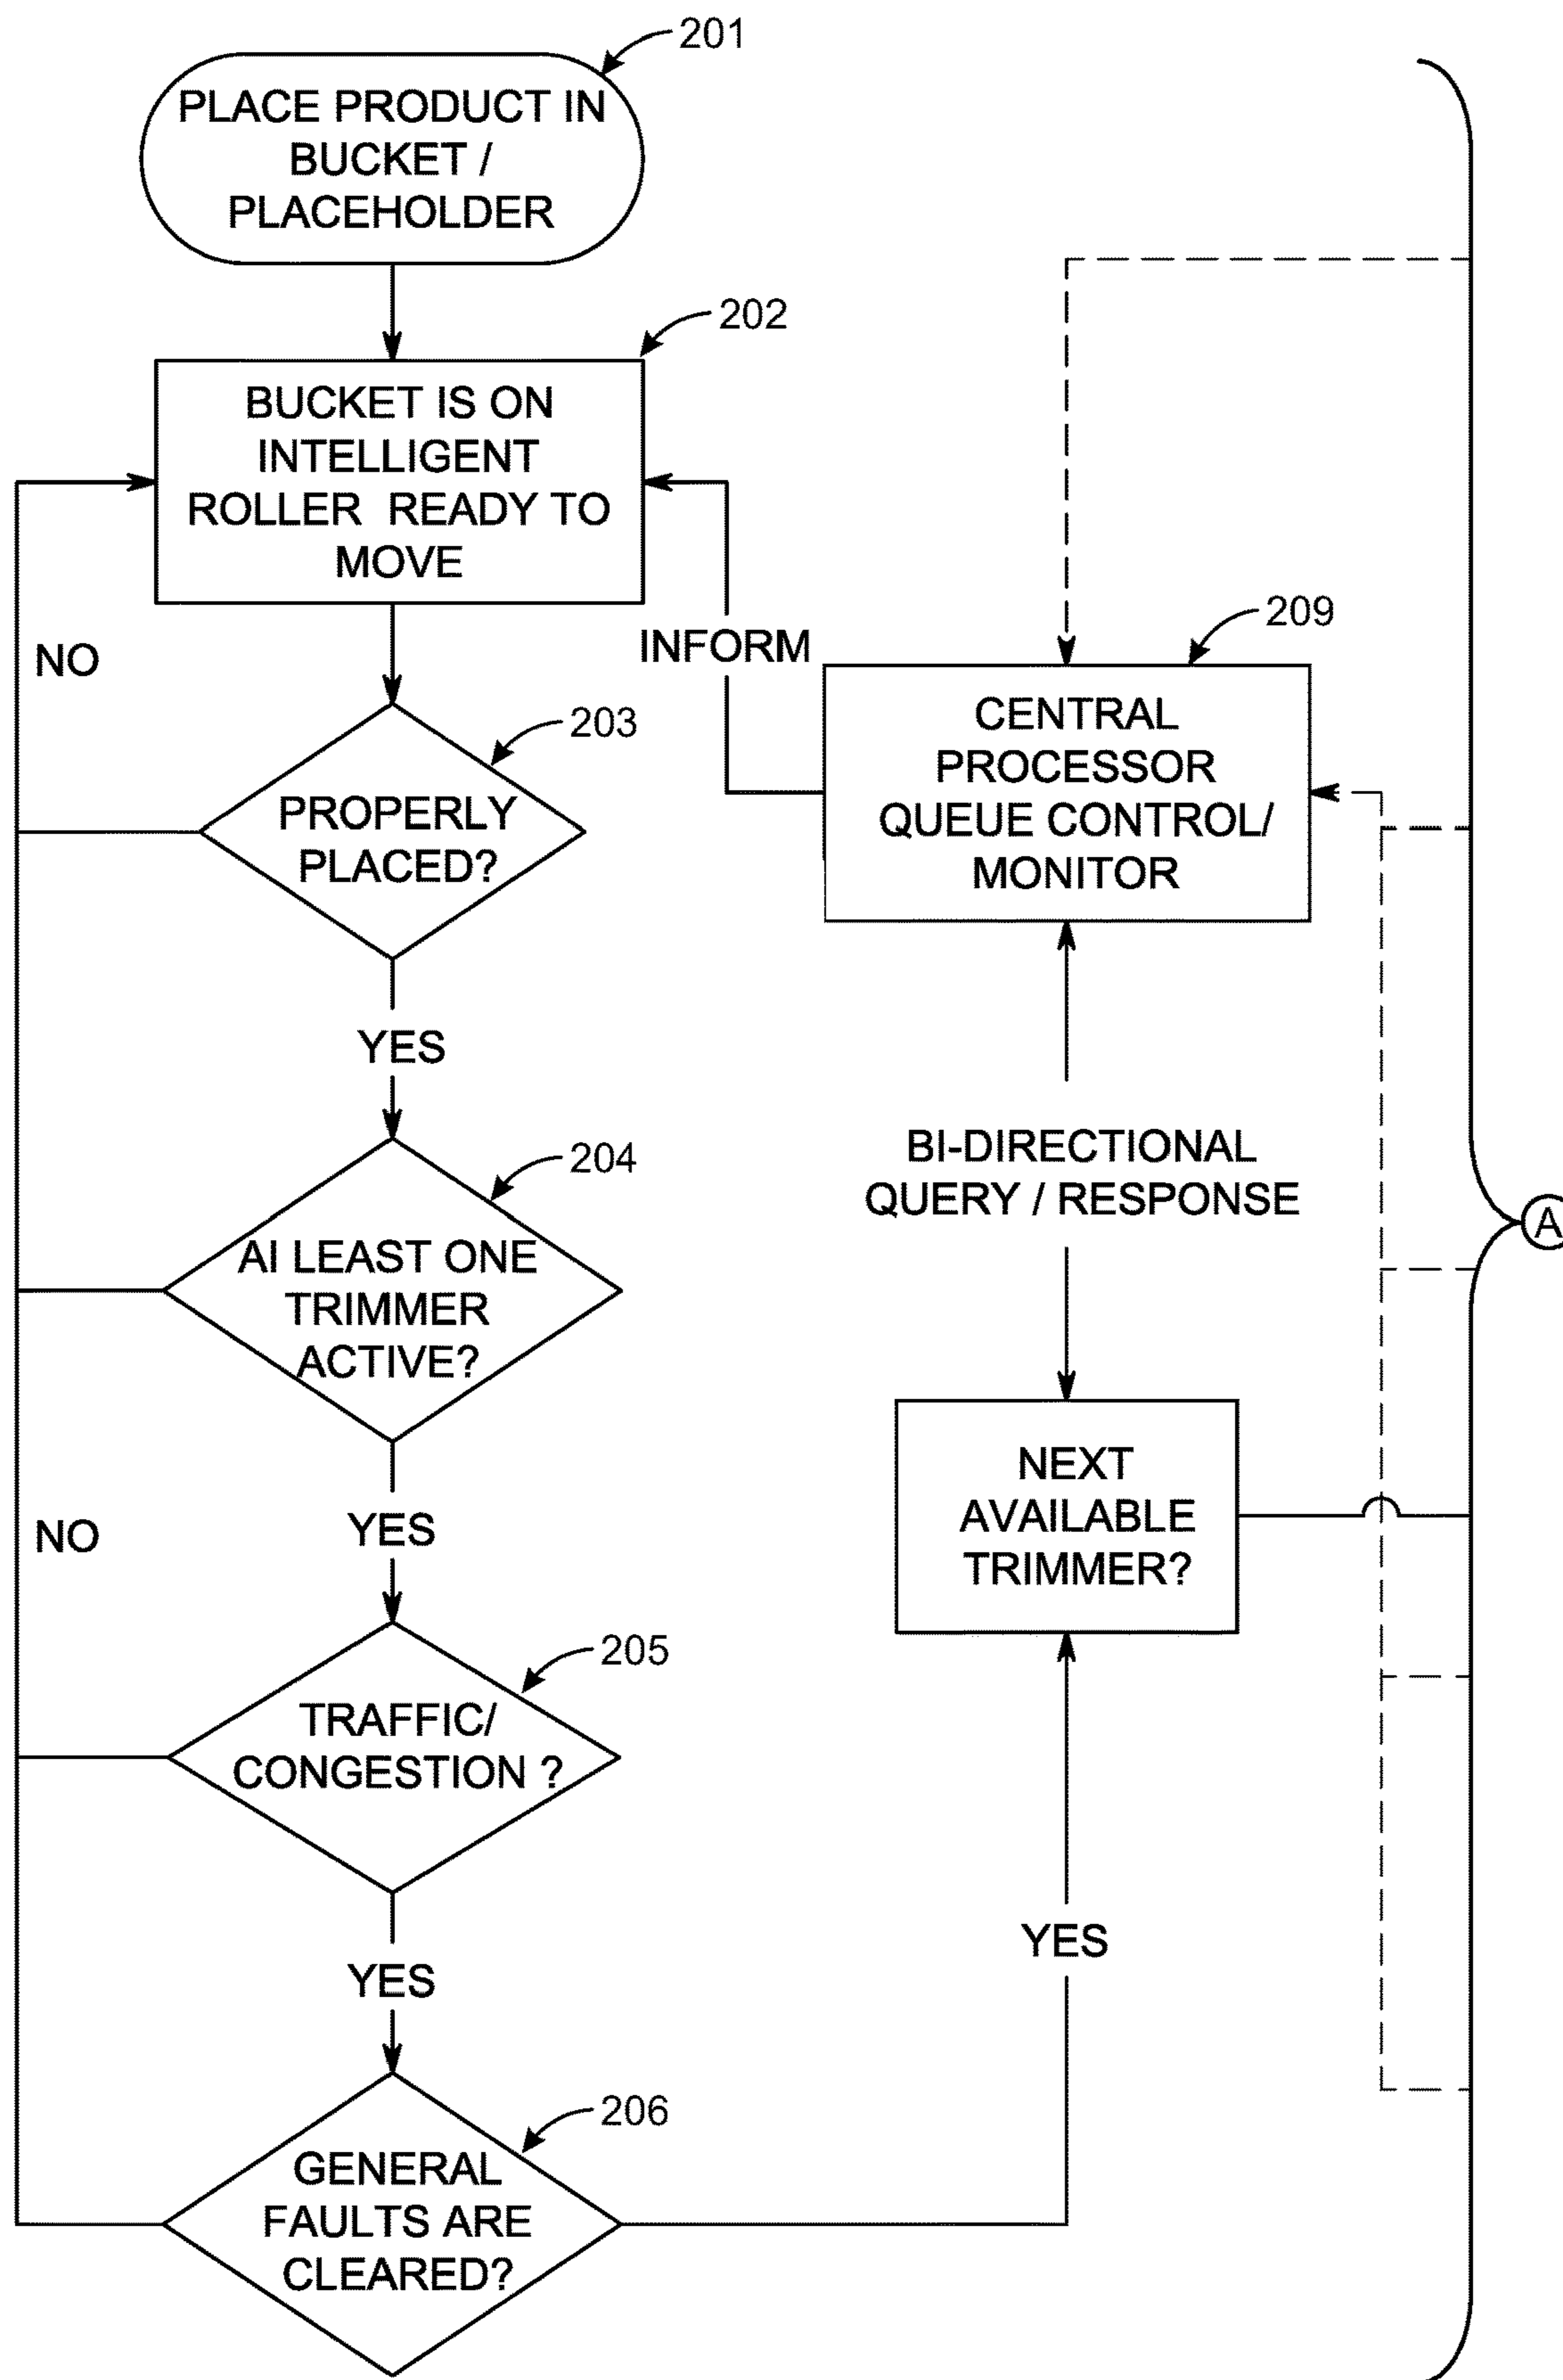 201
PLACE PRODUCT IN
BUCKET /
PLACEHOLDER
202
BUCKET IS ON
INTELLIGENT
ROLLER READY TO
MOVE
NO
INFORM
209
CENTRAL
PROCESSOR
QUEUE CONTROL/
MONITOR
203
PROPERLY
PLACED?
YES
204
AI LEAST ONE
TRIMMER
ACTIVE?
BI-DIRECTIONAL
QUERY / RESPONSE
A
YES
NO
NEXT
AVAILABLE
TRIMMER?
205
TRAFFIC/
CONGESTION ?
YES
YES
206
GENERAL
FAULTS ARE
CLEARED?